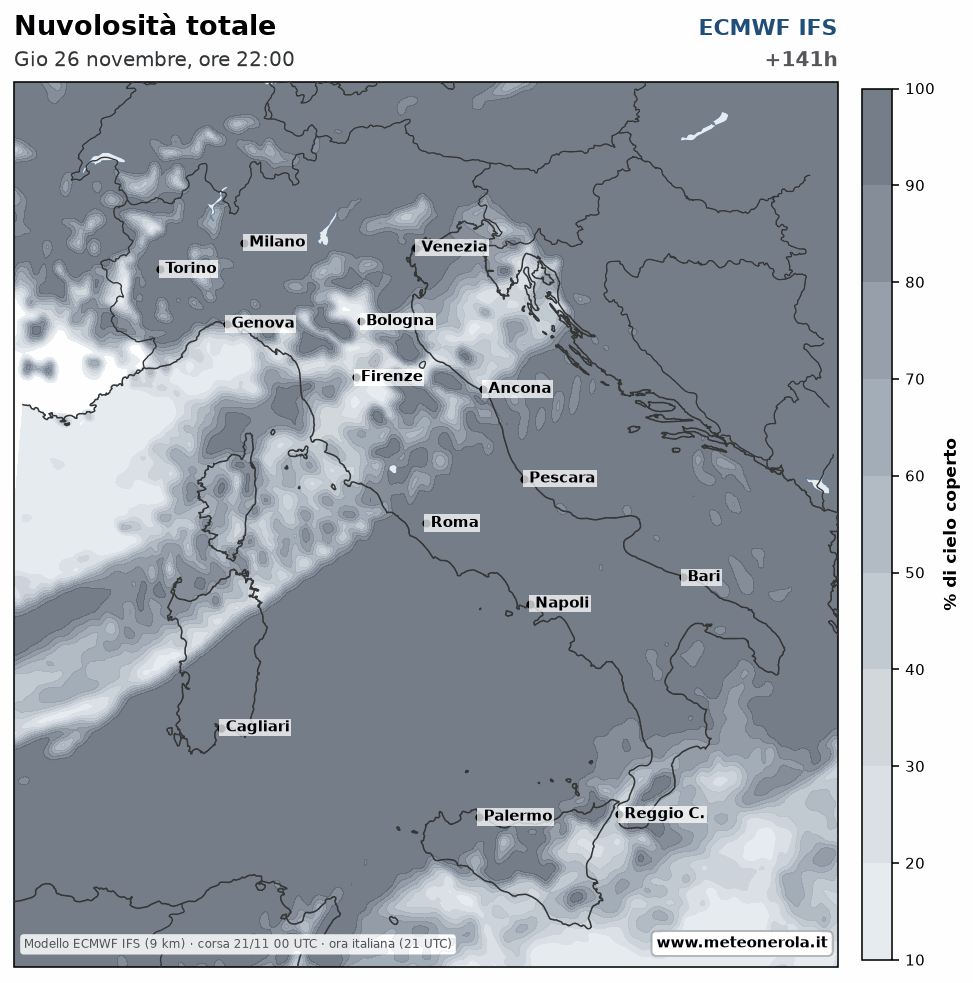 Nuvolosità totale
ECMWF IFS
Gio 26 novembre, ore 22:00
+141h
Milano
Venezia
Torino
Genova
Bologna
Firenze
Ancona
Pescara
Roma
Bari
Napoli
Cagliari
Palermo
Reggio C.
Modello ECMWF IFS (9 km) · corsa 21/11 00 UTC · ora italiana (21 UTC)
www.meteonerola.it
100
90
80
70
60
50
40
30
20
10
% di cielo coperto